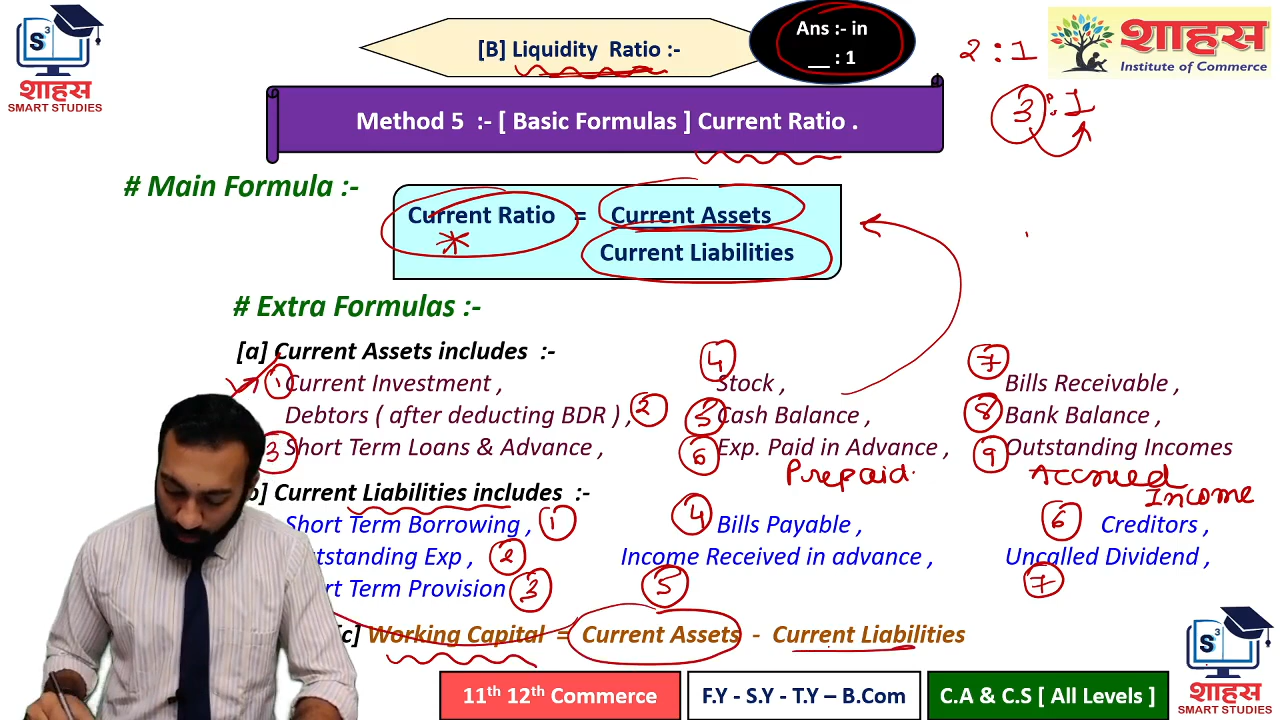 S³
शाहस
SMART STUDIES
[B] Liquidity Ratio :-
Ans :- in
__ : 1
2 : 1
शाहस
Institute of Commerce
3 : 1
Method 5 :- [ Basic Formulas ] Current Ratio .
# Main Formula :-
Current Ratio = Current Assets
Current Liabilities
# Extra Formulas :-
[a] Current Assets includes :-
① Current Investment , ④ Stock , ⑦ Bills Receivable ,
Debtors ( after deducting BDR ) , ② ⑤ Cash Balance , ⑧ Bank Balance ,
③ Short Term Loans & Advance , ⑥ Exp. Paid in Advance , ⑨ Outstanding Incomes
Prepaid Accrued Income
] Current Liabilities includes :-
Short Term Borrowing , ① ④ Bills Payable , ⑥ Creditors ,
tstanding Exp , ② Income Received in advance , Uncalled Dividend ,
rt Term Provision ③ ⑤ ⑦
[c] Working Capital = Current Assets - Current Liabilities
11th 12th Commerce
F.Y - S.Y - T.Y – B.Com
C.A & C.S [ All Levels ]
S³
शाहस
SMART STUDIES